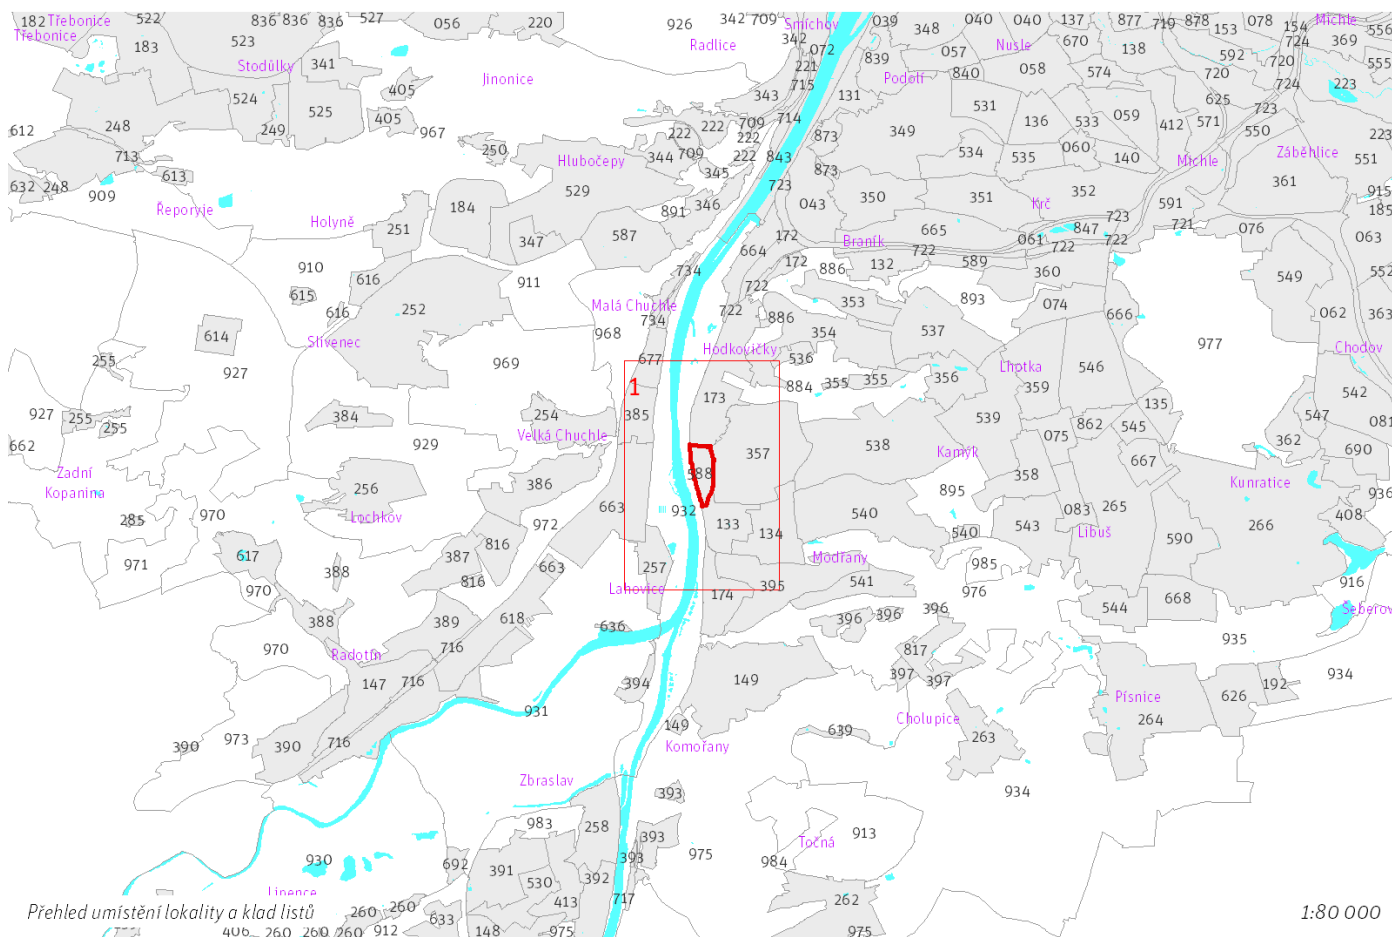 182 Třebonice 522 836 836 836 527 056 220 926 342 709 Smíchov 039 040 040 137 877 719 878 078 154 Michle 556
Třebonice 183 523 Radlice 342 072 348 Nusle 670 138 153 724 369
Stodůlky 341 Jinonice 221 839 057 592 720 555
405 715 Podolí 840 058 574 720 724 223
524 525 343 131 531 625 723
248 249 405 967 222 222 709 714 873 349 136 533 059 412 571 550 223
612 713 250 Hlubočepy 344 709 222 843 534 535 060 140 Michle Záběhlice 551
632 248 909 613 529 345 873 361
184 723 350 351 352 915
Řeporyje Holyně 891 346 043 Krč 591 185
251 347 587 172 Braník 665 061 847 723 721 076 063
664 722 722 722
910 616 911 734 172 886 132 589 360 549 552
615 616 252 Malá Chuchle 722 353 893 074 666 062 363
614 Slivenec 734 968 886 354 537 977
255 927 969 677 Hodkovičky 536 Lhotka 546 Chodov
1 884 355 355 356 359 542
927 255 255 384 254 385 173 539 135 547 081
662 929 Velká Chuchle 357 538 Kamýk 075 862 545 362 690
Zadní Kopanina 256 386 588 358 667 Kunratice 936
285 970 Lochkov 972 663 932 895 083 265 408
971 617 816 133 134 540 540 543 Libuš 590 266
388 387 816 663 257 Modřany 985 916
970 Lahovice 174 395 541 976 544 668 Šeberov
388 389 618 636 396 396 396
970 Radotín 716 817 935
147 716 394 149 397 397 Písnice 626 192 934
931 Cholupice 264
390 973 390 716 149 639 263
Komořany
Zbraslav 393 934
983 258 393 913
930 692 391 393 975 984 Točná
Lipence 530 392
413 717 262
Přehled umístění lokality a klad listů 260 260 633 1:80 000
406 260 260 260 912 148 975 975